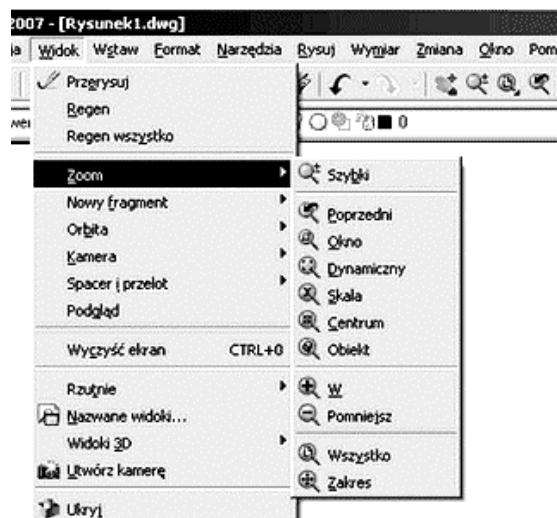 2007 - [Rysunek1.dwg]
Widok Wstaw Format Narzędzia Rysuj Wymiar Zmiana Okno Pom
Przerysuj
Regen
Regen wszystko
0
Zoom
Nowy fragment
Orbita
Kamera
Spacer i przelot
Podgląd
Wyczyść ekran CTRL+0
Rzutnie
Nazwane widoki...
Widoki 3D
Utwórz kamerę
Ukryj
Szybki
Poprzedni
Okno
Dynamiczny
Skala
Centrum
Obiekt
W
Pomniejsz
Wszystko
Zakres